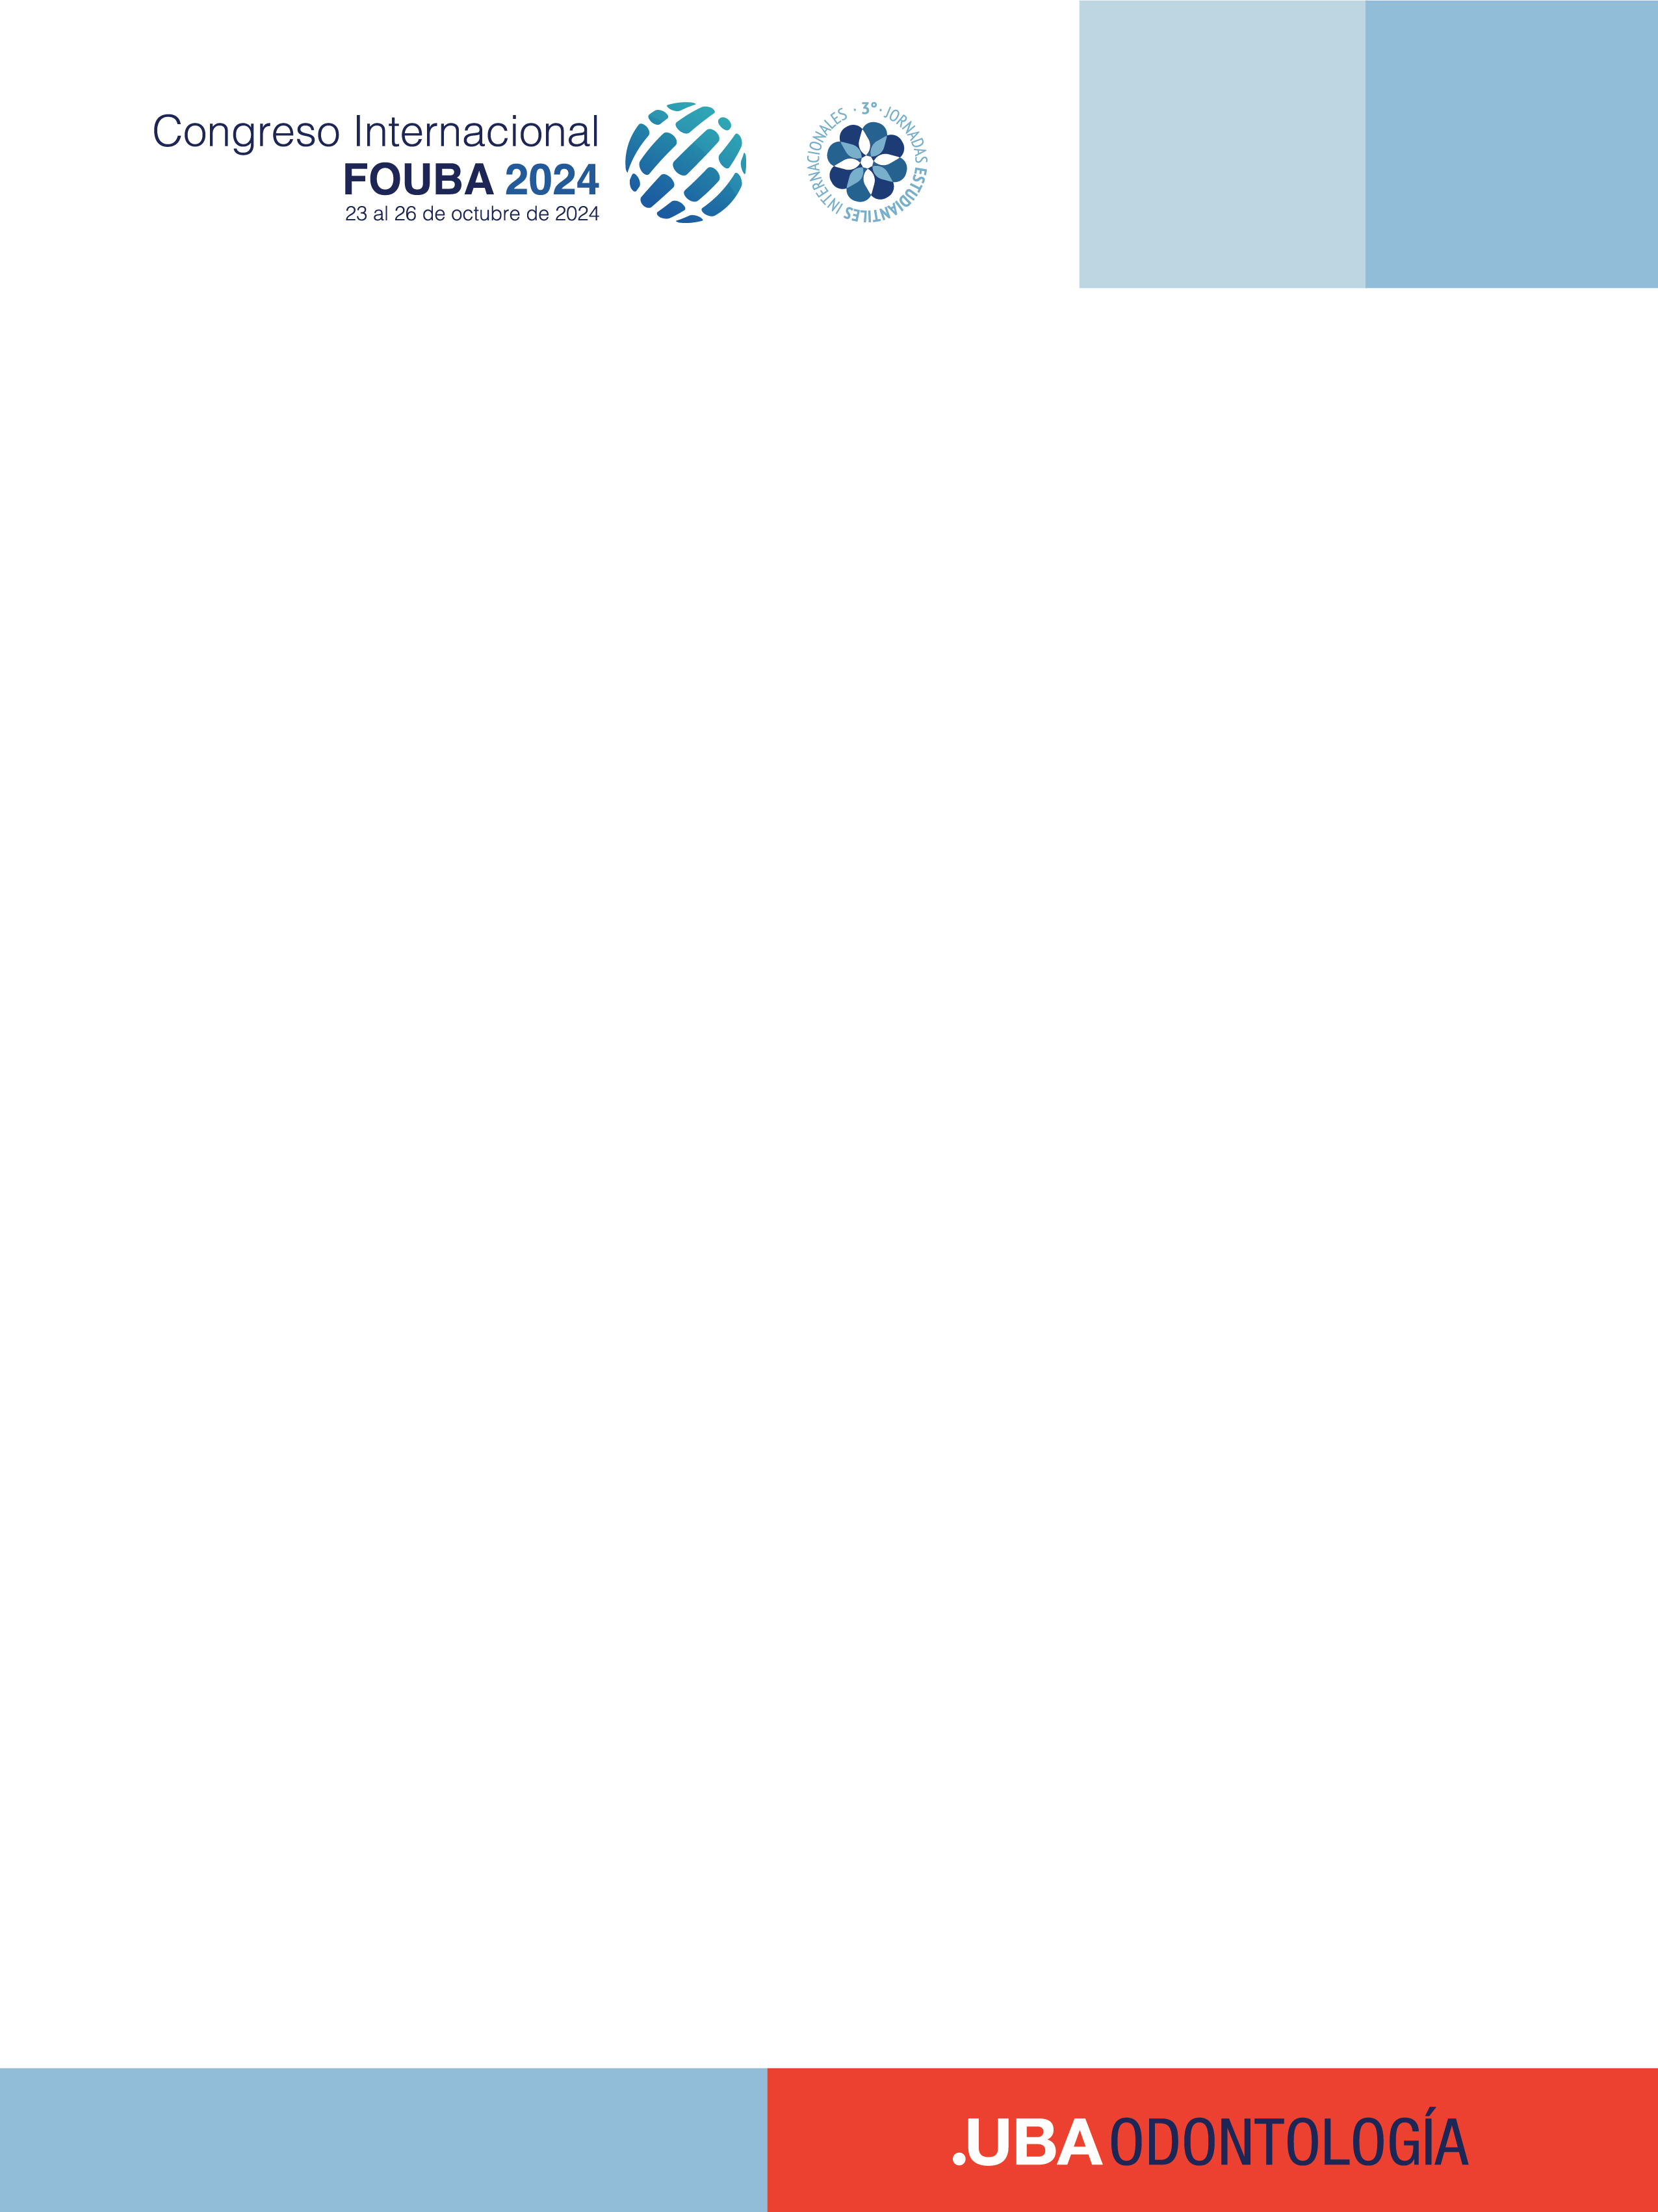 Congreso Internacional
FOUBA 2024
23 al 26 de octubre de 2024
· 3° · JORNADAS ESTUDIANTILES INTERNACIONALES
.UBA ODONTOLOGÍA